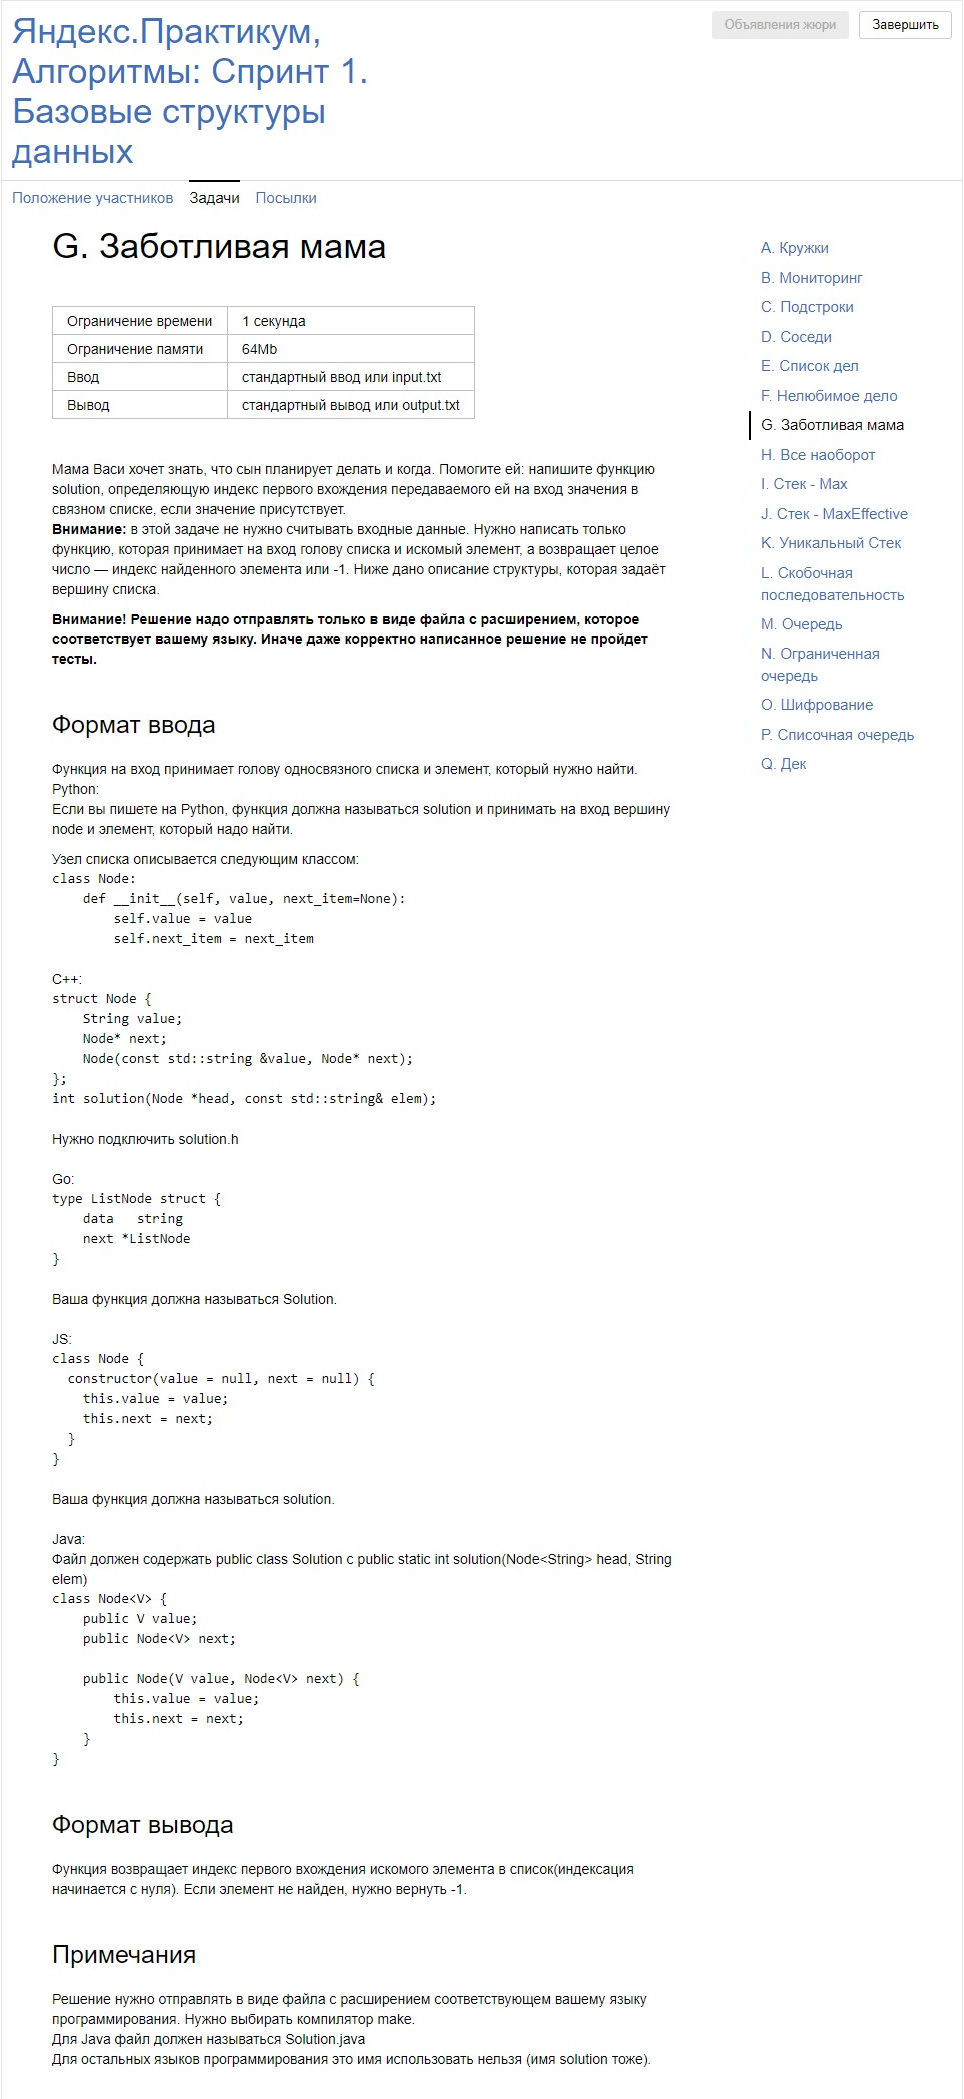 Яндекс.Практикум,
Алгоритмы: Спринт 1.
Базовые структуры
данных
Объявления жюри
Завершить
Положение участников Задачи Посылки
G. Заботливая мама
Ограничение времени 1 секунда
Ограничение памяти 64Mb
Ввод стандартный ввод или input.txt
Вывод стандартный вывод или output.txt
Мама Васи хочет знать, что сын планирует делать и когда. Помогите ей: напишите функцию
solution, определяющую индекс первого вхождения передаваемого ей на вход значения в
связном списке, если значение присутствует.
Внимание: в этой задаче не нужно считывать входные данные. Нужно написать только
функцию, которая принимает на вход голову списка и искомый элемент, а возвращает целое
число — индекс найденного элемента или -1. Ниже дано описание структуры, которая задаёт
вершину списка.
Внимание! Решение надо отправлять только в виде файла с расширением, которое
соответствует вашему языку. Иначе даже корректно написанное решение не пройдет
тесты.
Формат ввода
Функция на вход принимает голову односвязного списка и элемент, который нужно найти.
Python:
Если вы пишете на Python, функция должна называться solution и принимать на вход вершину
node и элемент, который надо найти.
Узел списка описывается следующим классом:
class Node:
    def __init__(self, value, next_item=None):
        self.value = value
        self.next_item = next_item
C++:
struct Node {
    String value;
    Node* next;
    Node(const std::string &value, Node* next);
};
int solution(Node *head, const std::string& elem);
Нужно подключить solution.h
Go:
type ListNode struct {
    data   string
    next *ListNode
}
Ваша функция должна называться Solution.
JS:
class Node {
  constructor(value = null, next = null) {
    this.value = value;
    this.next = next;
  }
}
Ваша функция должна называться solution.
Java:
Файл должен содержать public class Solution с public static int solution(Node<String> head, String
elem)
class Node<V> {
    public V value;
    public Node<V> next;
    public Node(V value, Node<V> next) {
        this.value = value;
        this.next = next;
    }
}
Формат вывода
Функция возвращает индекс первого вхождения искомого элемента в список(индексация
начинается с нуля). Если элемент не найден, нужно вернуть -1.
Примечания
Решение нужно отправлять в виде файла с расширением соответствующем вашему языку
программирования. Нужно выбирать компилятор make.
Для Java файл должен называться Solution.java
Для остальных языков программирования это имя использовать нельзя (имя solution тоже).
A. Кружки
B. Мониторинг
C. Подстроки
D. Соседи
E. Список дел
F. Нелюбимое дело
G. Заботливая мама
H. Все наоборот
I. Стек - Max
J. Стек - MaxEffective
K. Уникальный Стек
L. Скобочная
последовательность
M. Очередь
N. Ограниченная
очередь
O. Шифрование
P. Списочная очередь
Q. Дек